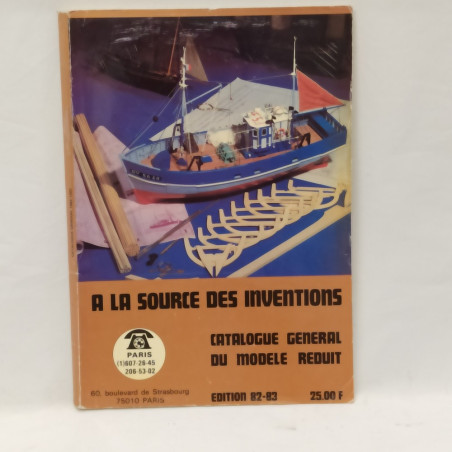 A LA SOURCE DES INVENTIONS
CATALOGUE GENERAL
DU MODELE REDUIT
PARIS
(1)607-26-45
206-53-02
80, boulevard de Strasbourg
75010 PARIS
EDITION 82-83 25.00 F